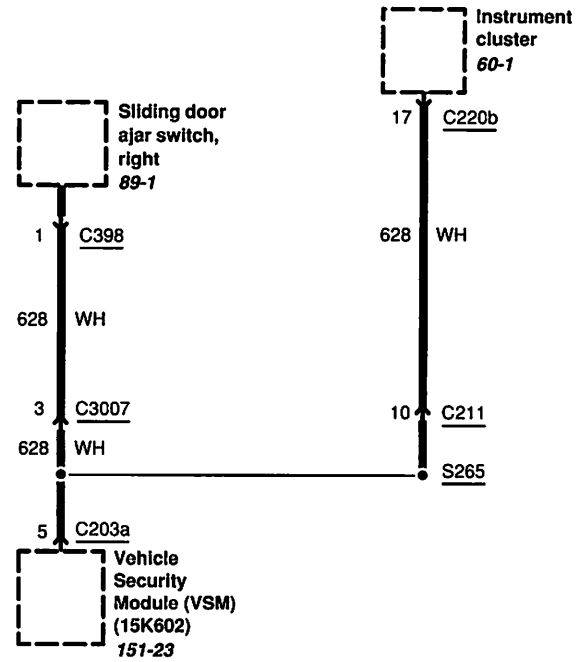 Instrument
cluster
60-1
17 C220b
628 WH
10 C211
S265
Sliding door
ajar switch,
right
89-1
1 C398
628 WH
3 C3007
628 WH
5 C203a
Vehicle
Security
Module (VSM)
(15K602)
151-23